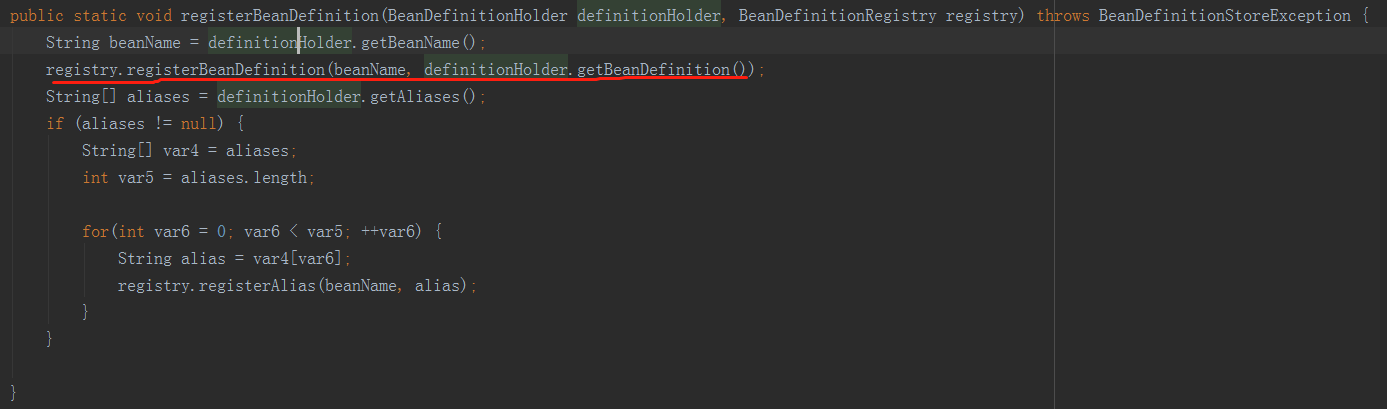 public static void registerBeanDefinition(BeanDefinitionHolder definitionHolder, BeanDefinitionRegistry registry) throws BeanDefinitionStoreException {
String beanName = definitionHolder.getBeanName();
registry.registerBeanDefinition(beanName, definitionHolder.getBeanDefinition());
String[] aliases = definitionHolder.getAliases();
if (aliases != null) {
String[] var4 = aliases;
int var5 = aliases.length;
for(int var6 = 0; var6 < var5; ++var6) {
String alias = var4[var6];
registry.registerAlias(beanName, alias);
}
}
}